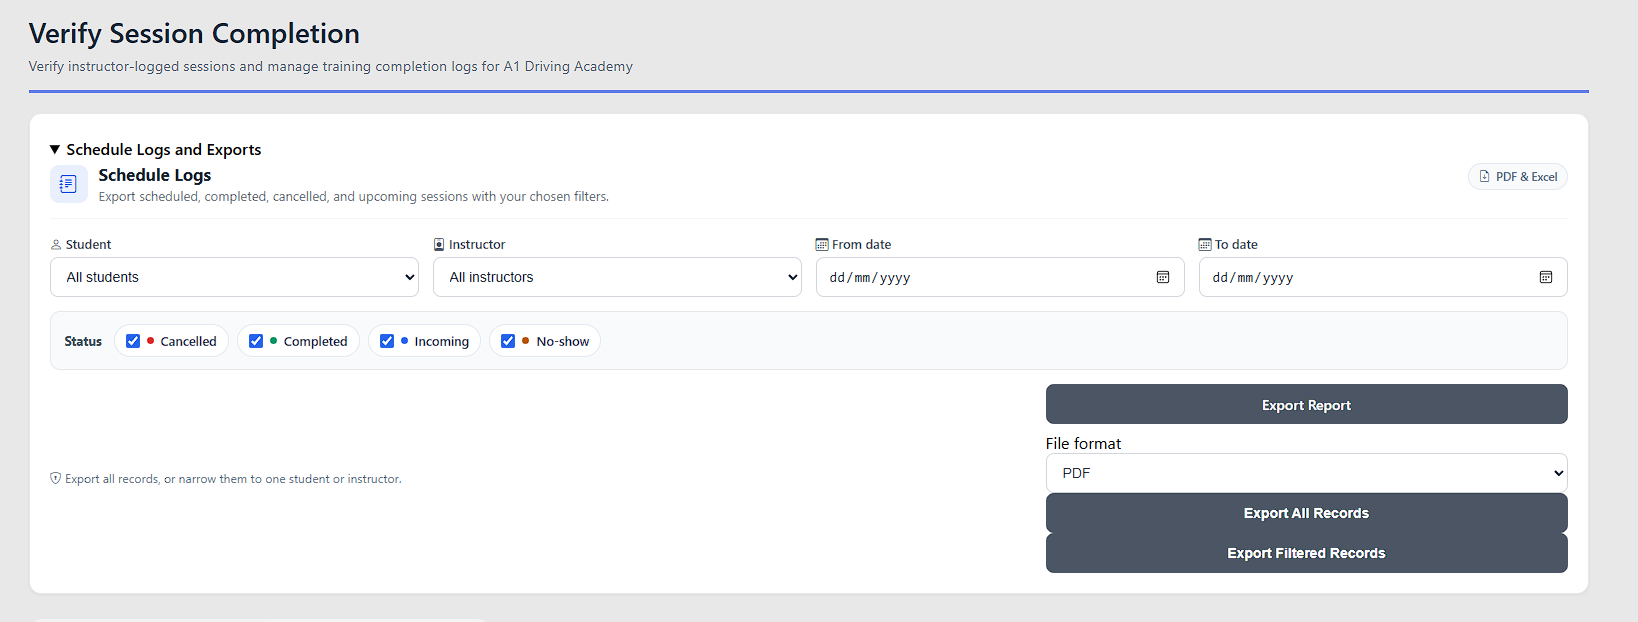 Verify Session Completion
Verify instructor-logged sessions and manage training completion logs for A1 Driving Academy
▼ Schedule Logs and Exports
Schedule Logs
Export scheduled, completed, cancelled, and upcoming sessions with your chosen filters.
PDF & Excel
Student
Instructor
From date
To date
All students
All instructors
dd/mm/yyyy
dd/mm/yyyy
Status
Cancelled
Completed
Incoming
No-show
Export Report
File format
PDF
Export all records, or narrow them to one student or instructor.
Export All Records
Export Filtered Records